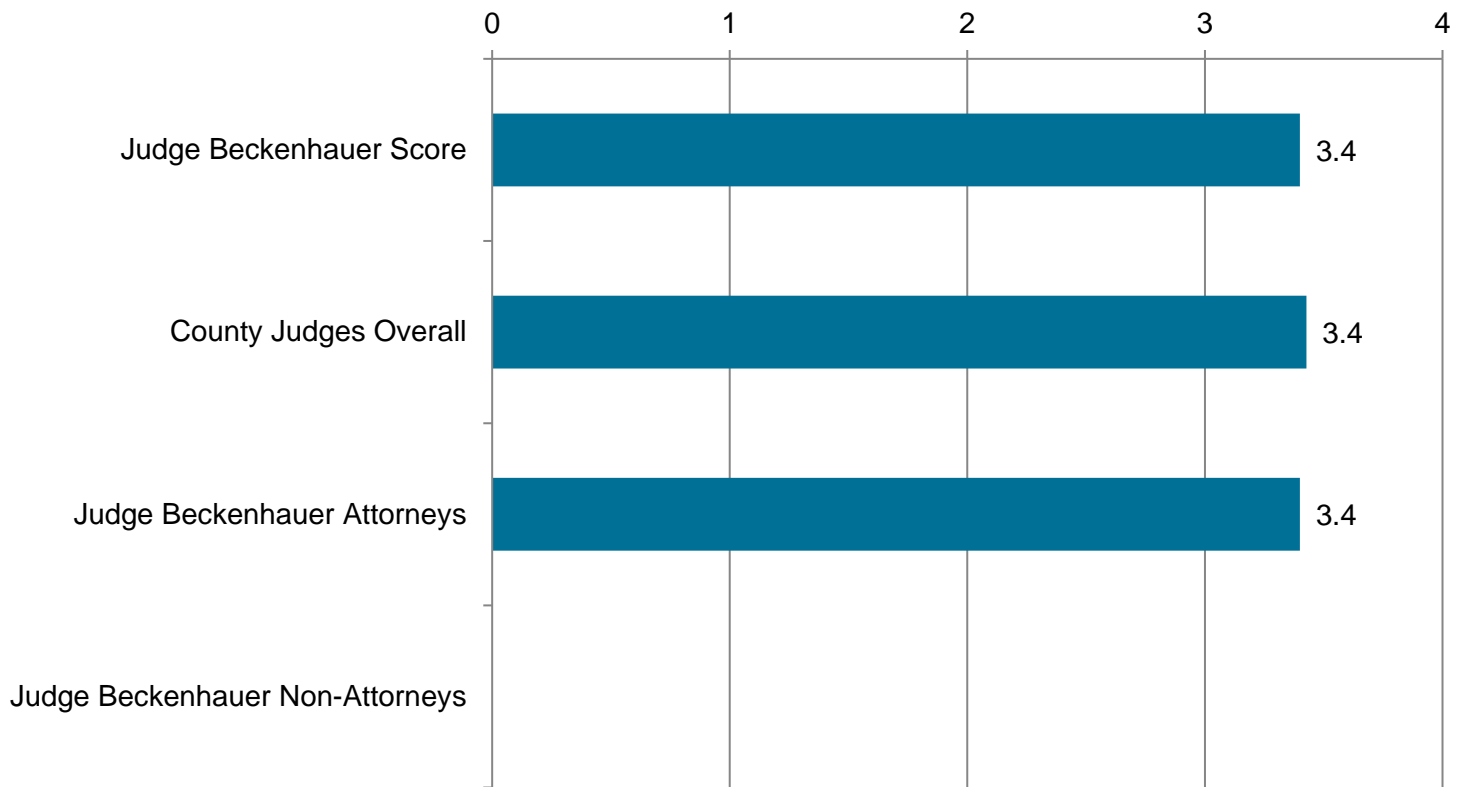 0 1 2 3 4
Judge Beckenhauer Score 3.4
County Judges Overall 3.4
Judge Beckenhauer Attorneys 3.4
Judge Beckenhauer Non-Attorneys